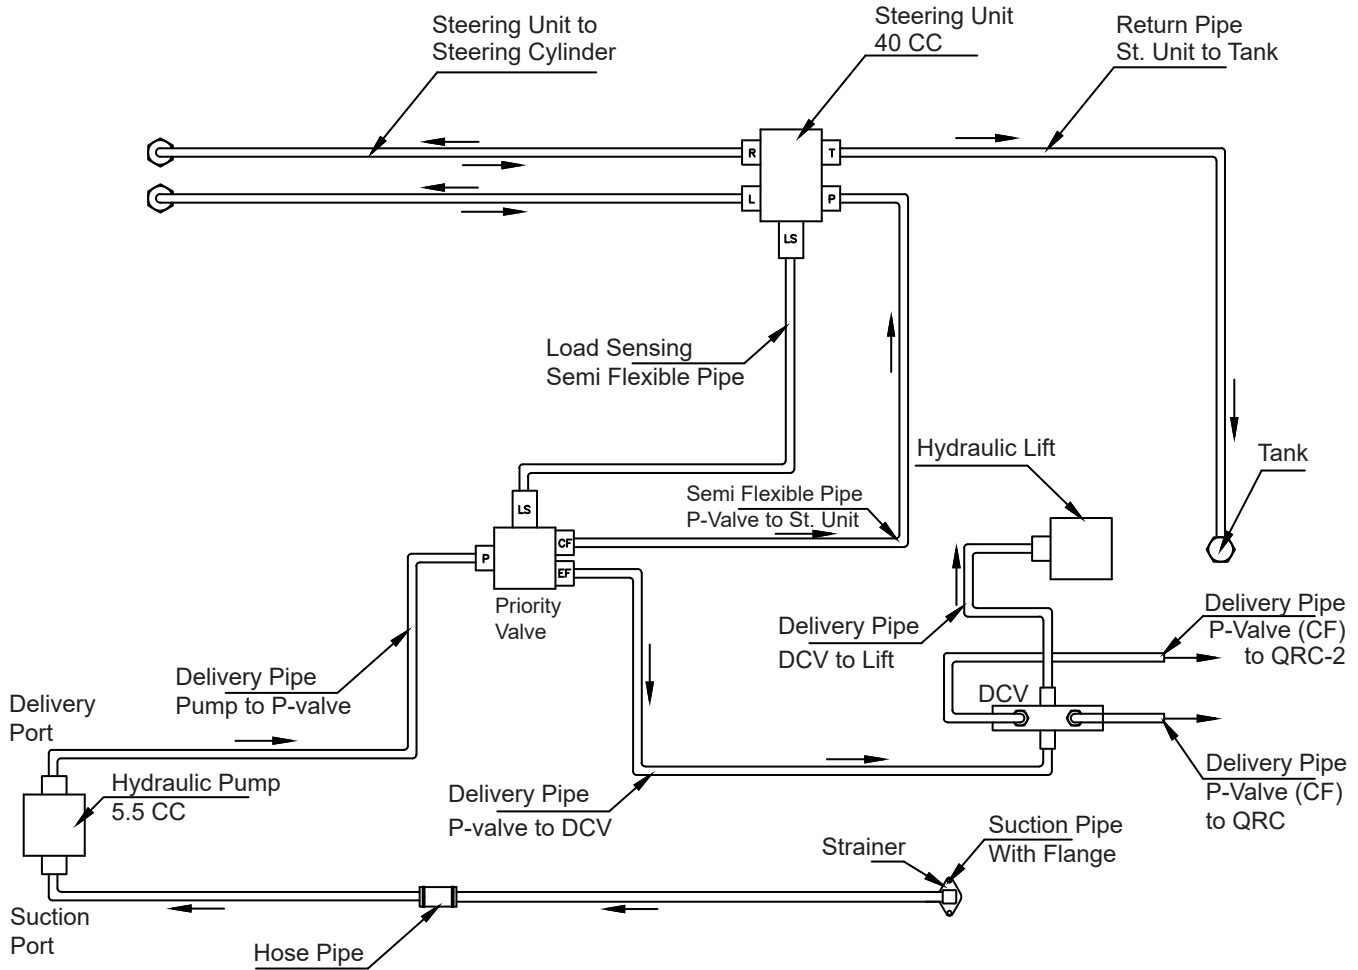 Steering Unit to
Steering Cylinder
Steering Unit
40 CC
Return Pipe
St. Unit to Tank
R
T
L
P
LS
Load Sensing
Semi Flexible Pipe
Hydraulic Lift
Tank
Semi Flexible Pipe
P-Valve to St. Unit
LS
CF
P
EF
Priority
Valve
Delivery Pipe
DCV to Lift
Delivery Pipe
P-Valve (CF)
to QRC-2
Delivery Pipe
Pump to P-valve
DCV
Delivery
Port
Hydraulic Pump
5.5 CC
Delivery Pipe
P-valve to DCV
Delivery Pipe
P-Valve (CF)
to QRC
Strainer
Suction Pipe
With Flange
Suction
Port
Hose Pipe